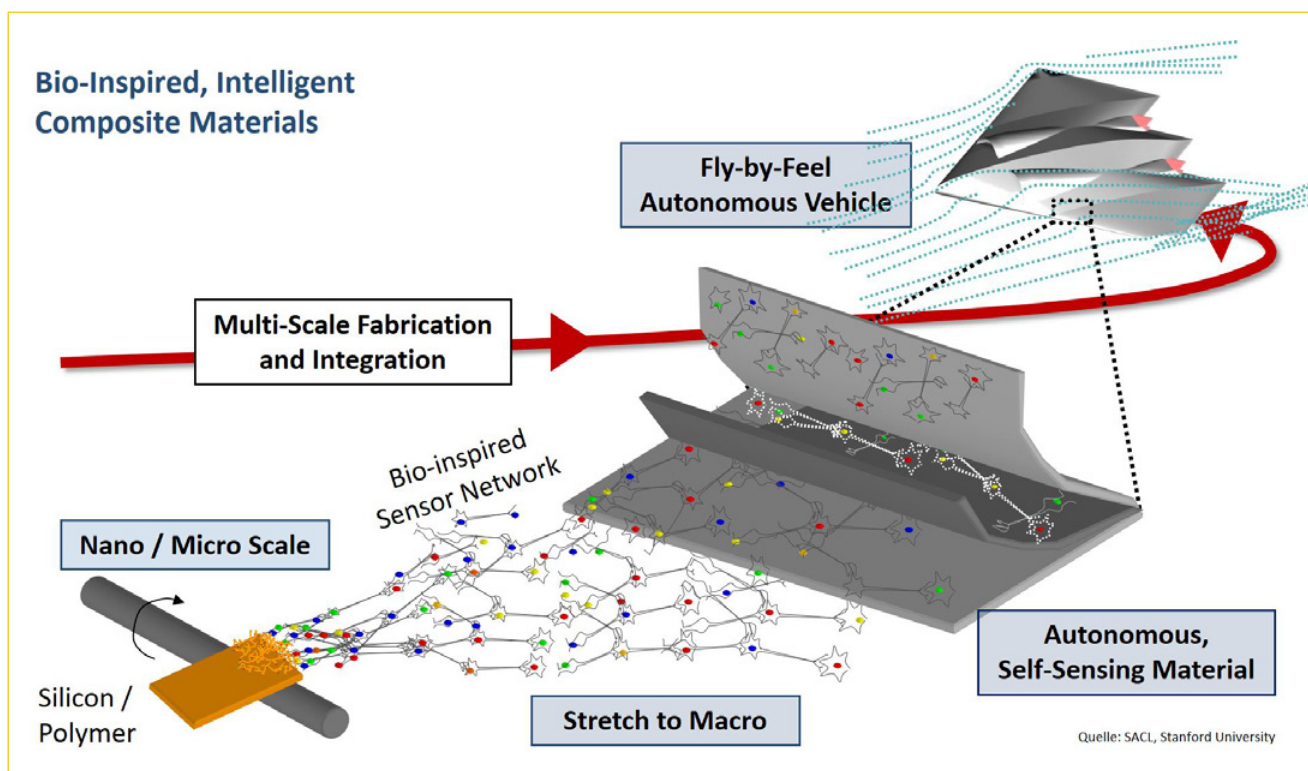 Bio-Inspired, Intelligent
Composite Materials
Fly-by-Feel
Autonomous Vehicle
Multi-Scale Fabrication
and Integration
Bio-inspired
Sensor Network
Nano / Micro Scale
Silicon /
Polymer
Stretch to Macro
Autonomous,
Self-Sensing Material
Quelle: SACL, Stanford University